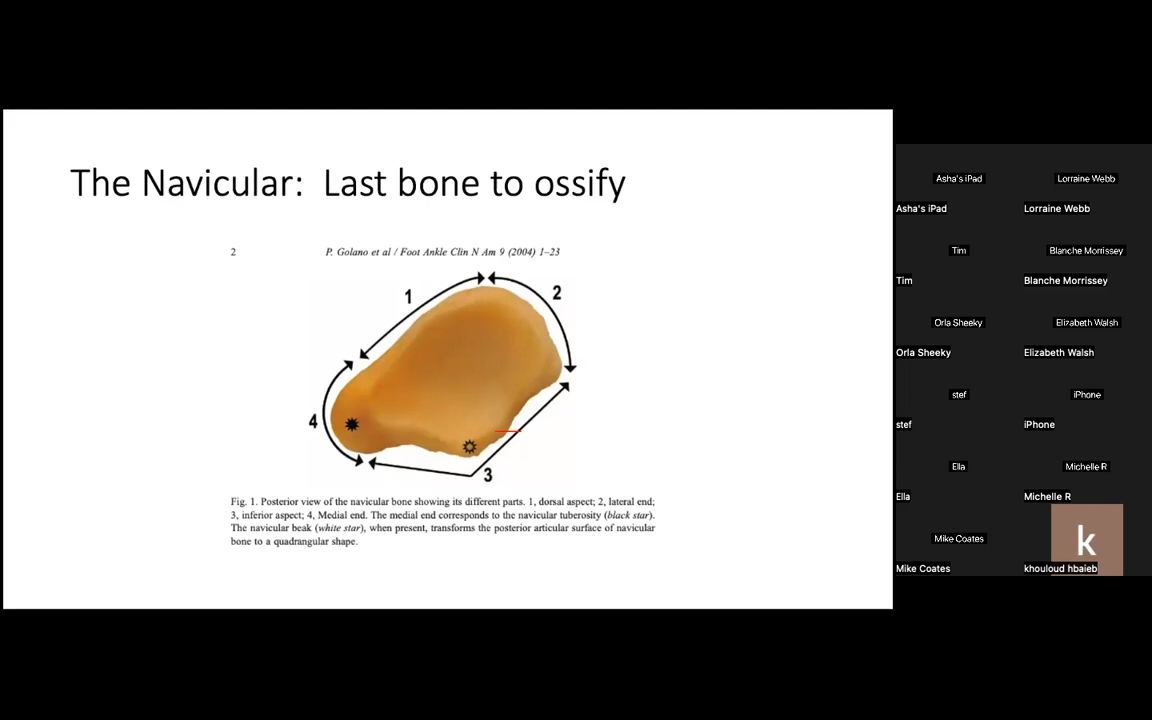 The Navicular: Last bone to ossify
2 P. Golano et al / Foot Ankle Clin N Am 9 (2004) 1–23
1
2
4
3
Fig. 1. Posterior view of the navicular bone showing its different parts. 1, dorsal aspect; 2, lateral end;
3, inferior aspect; 4, Medial end. The medial end corresponds to the navicular tuberosity (black star).
The navicular beak (white star), when present, transforms the posterior articular surface of navicular
bone to a quadrangular shape.
Asha's iPad
Lorraine Webb
Asha's iPad
Lorraine Webb
Tim
Blanche Morrissey
Tim
Blanche Morrissey
Orla Sheeky
Elizabeth Walsh
Orla Sheeky
Elizabeth Walsh
stef
iPhone
stef
iPhone
Ella
Michelle R
Ella
Michelle R
Mike Coates
k
Mike Coates
khouloud hbaieb